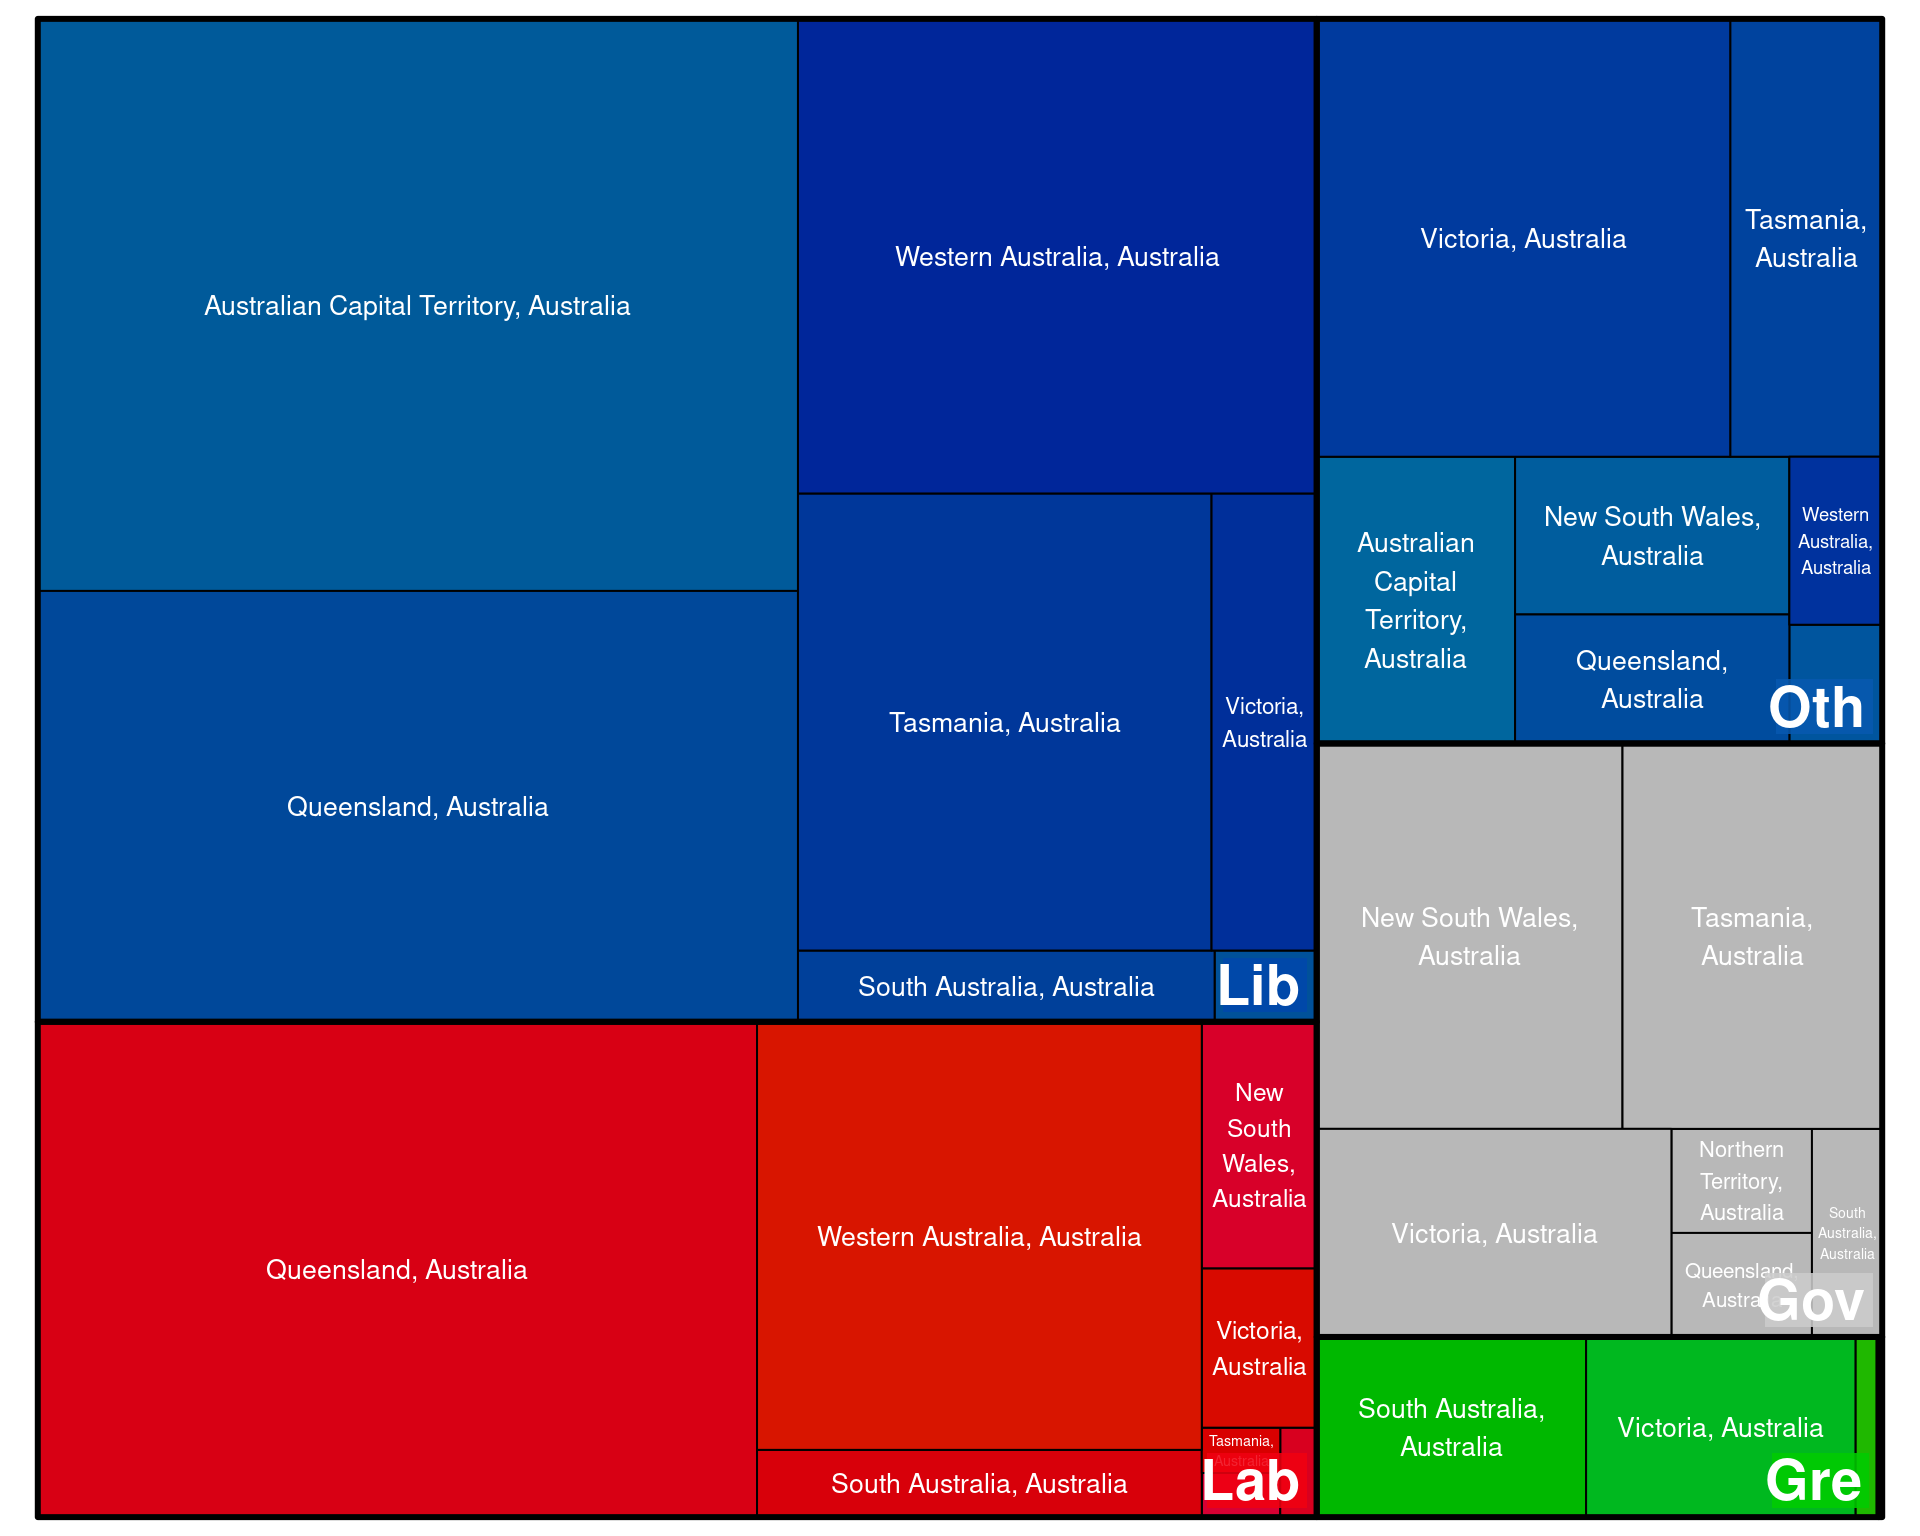 Australian Capital Territory, Australia
Western Australia, Australia
Queensland, Australia
Tasmania, Australia
Victoria,
Australia
South Australia, Australia
Lib
Queensland, Australia
Western Australia, Australia
New
South
Wales,
Australia
Victoria,
Australia
South Australia, Australia
Tasmania,
Australia
Lab
Victoria, Australia
Tasmania,
Australia
Australian
Capital
Territory,
Australia
New South Wales,
Australia
Western
Australia,
Australia
Queensland,
Australia
Oth
New South Wales,
Australia
Tasmania,
Australia
Victoria, Australia
Northern
Territory,
Australia
Queensland,
Australia
South
Australia,
Australia
Gov
South Australia,
Australia
Victoria, Australia
Gre